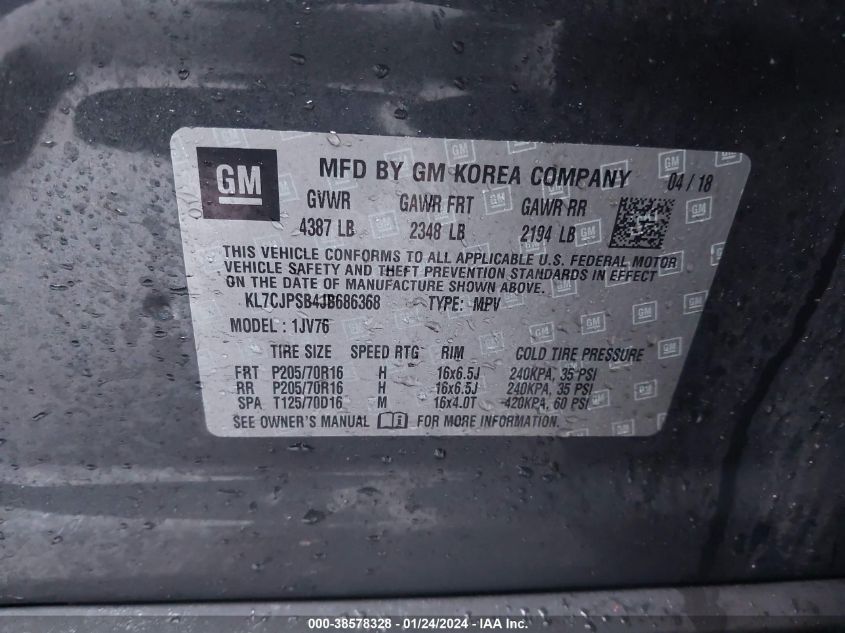 GM MFD BY GM KOREA COMPANY 04 / 18
GVWR GAWR FRT GAWR RR
4387 LB 2348 LB 2194 LB
THIS VEHICLE CONFORMS TO ALL APPLICABLE U.S. FEDERAL MOTOR
VEHICLE SAFETY AND THEFT PREVENTION STANDARDS IN EFFECT
ON THE DATE OF MANUFACTURE SHOWN ABOVE.
KL7CJPSB4JB686368 TYPE: MPV
MODEL : 1JV76
TIRE SIZE SPEED RTG RIM COLD TIRE PRESSURE
FRT P205/70R16 H 16x6.5J 240KPA, 35 PSI
RR P205/70R16 H 16x6.5J 240KPA, 35 PSI
SPA T125/70D16 M 16x4.0T 420KPA, 60 PSI
SEE OWNER'S MANUAL FOR MORE INFORMATION.
000-38578328 - 01/24/2024 - IAA Inc.